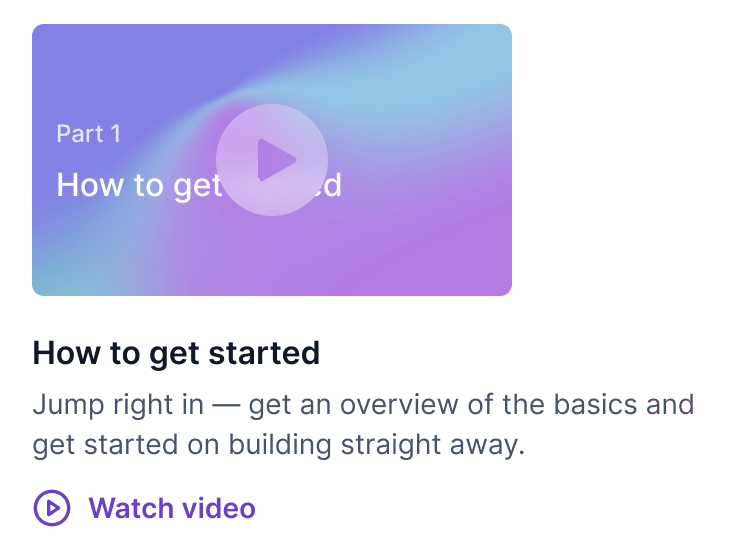 Part 1
How to get
How to get started
Jump right in — get an overview of the basics and
get started on building straight away.
Watch video